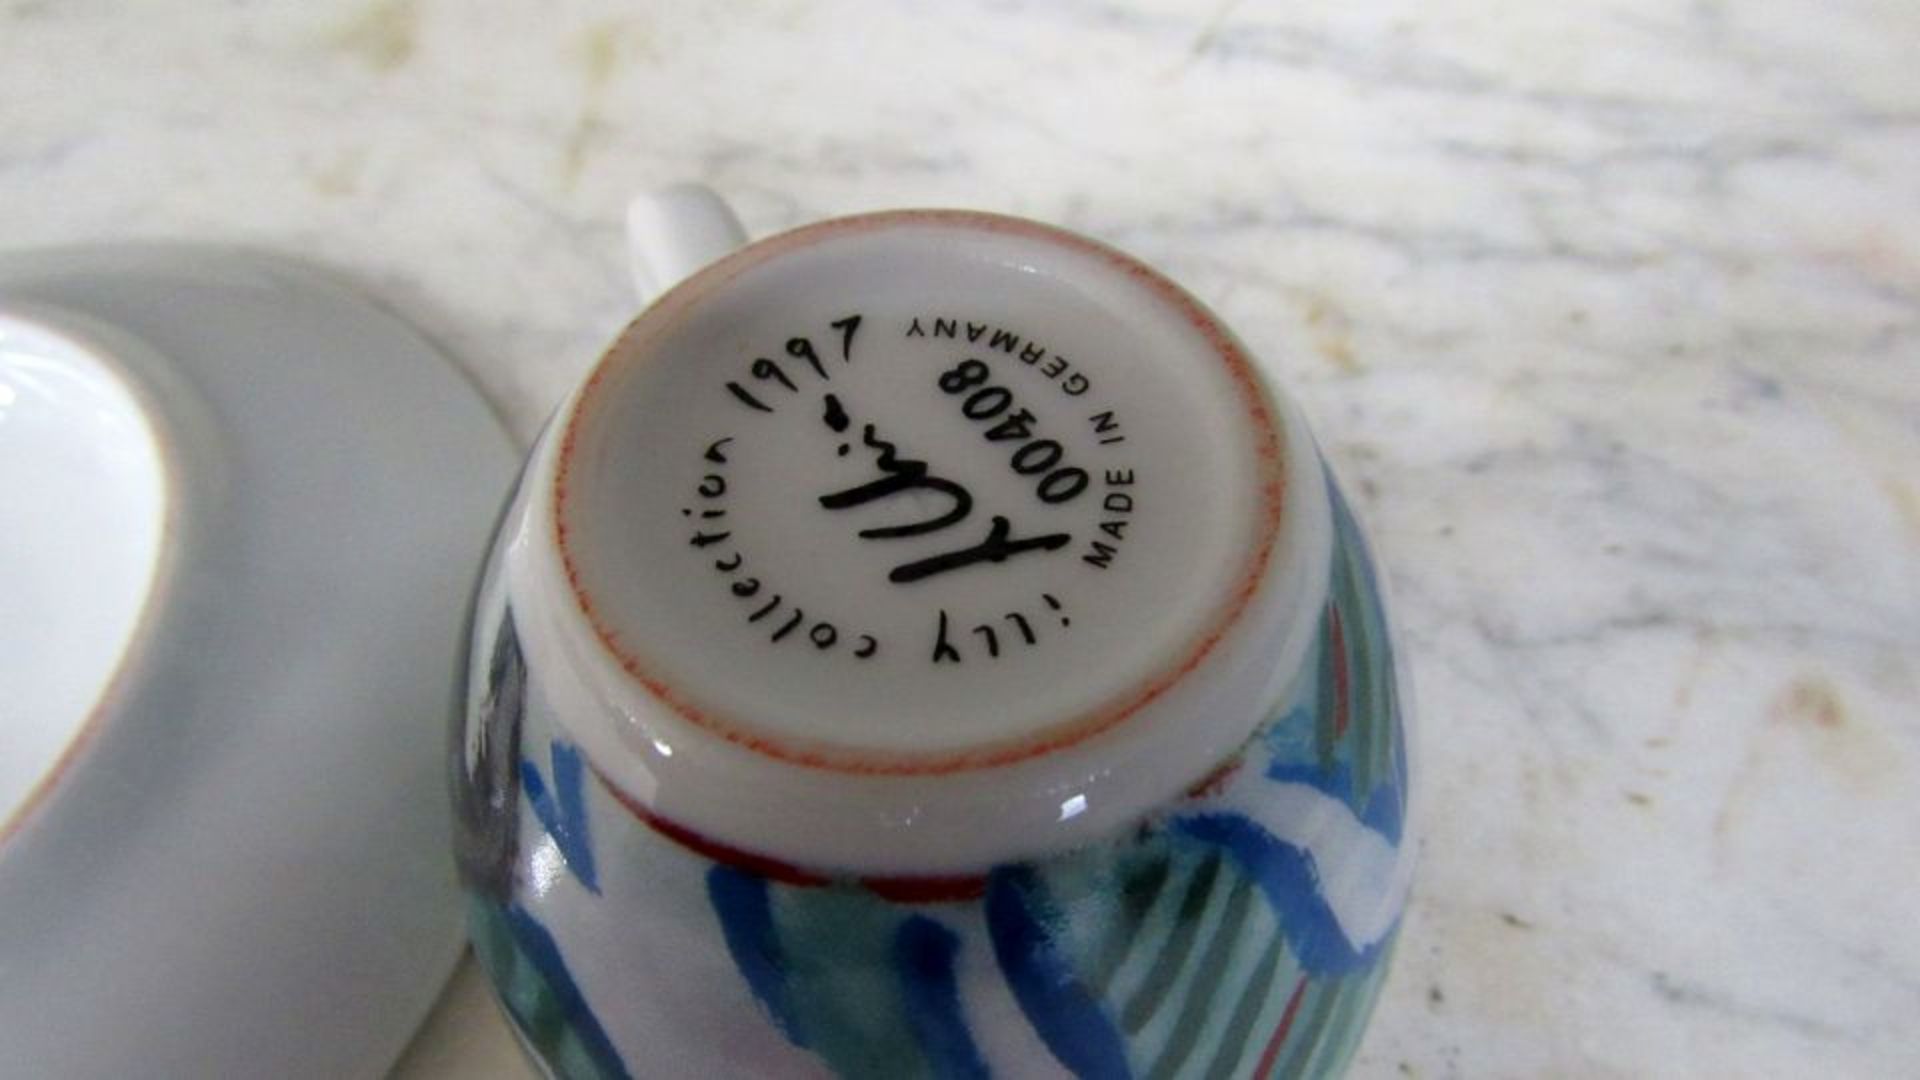 illy collection 1997
00408
MADE IN GERMANY